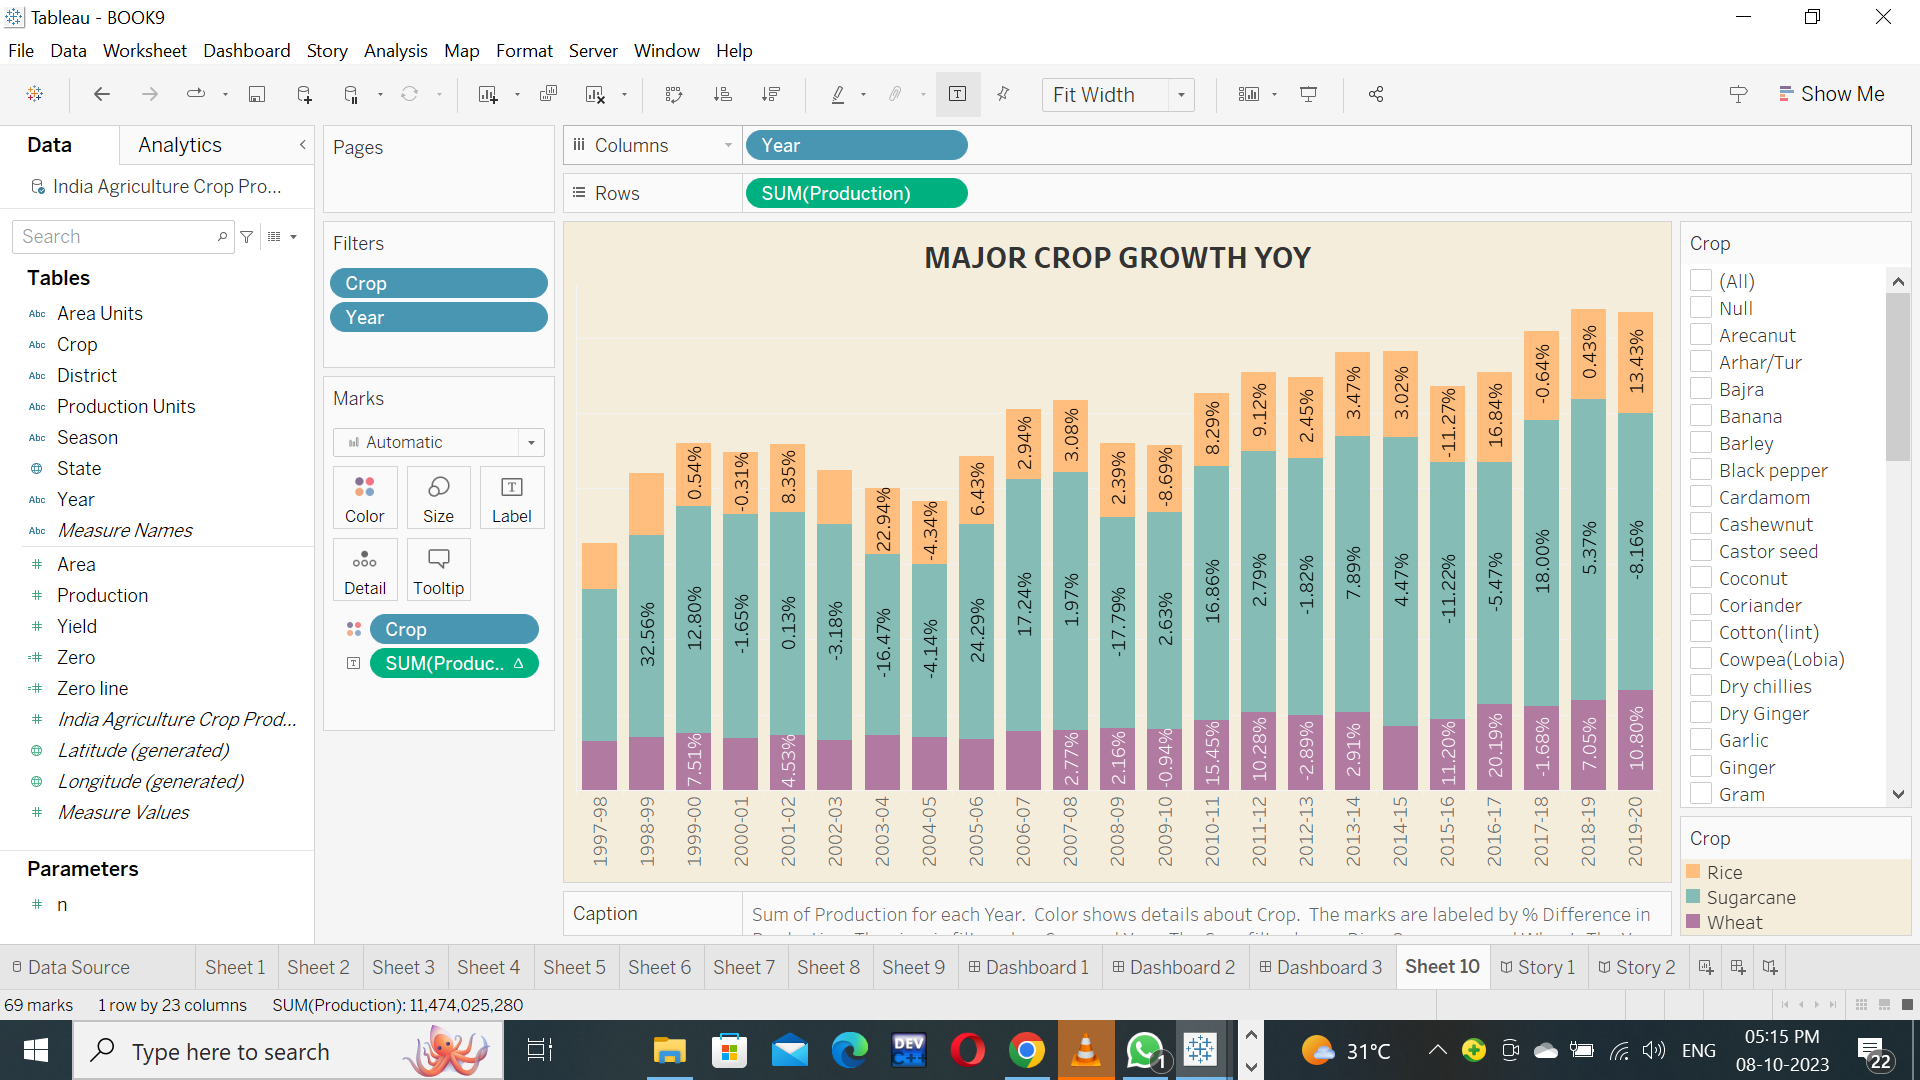 Tableau - BOOK9
File Data Worksheet Dashboard Story Analysis Map Format Server Window Help
Fit Width
Show Me
Data
Analytics
India Agriculture Crop Pro...
Search
Tables
Abc Area Units
Abc Crop
Abc District
Abc Production Units
Abc Season
State
Abc Year
Abc Measure Names
# Area
# Production
# Yield
=# Zero
=# Zero line
# India Agriculture Crop Prod...
Latitude (generated)
Longitude (generated)
# Measure Values
Parameters
# n
Pages
Filters
Crop
Year
Marks
Automatic
Color Size Label
Detail Tooltip
Crop
SUM(Produc.. Δ
Columns Year
Rows SUM(Production)
MAJOR CROP GROWTH YOY
0.54% -0.31% 8.35% 22.94% -4.34% 6.43% 2.94% 3.08% 2.39% -8.69% 8.29% 9.12% 2.45% 3.47% 3.02% -11.27% 16.84% -0.64% 0.43% 13.43%
32.56% 12.80% -1.65% 0.13% -3.18% -16.47% -4.14% 24.29% 17.24% 1.97% -17.79% 2.63% 16.86% 2.79% -1.82% 7.89% 4.47% -11.22% -5.47% 18.00% 5.37% -8.16%
7.51% 4.53% 2.77% 2.16% -0.94% 15.45% 10.28% -2.89% 2.91% 11.20% 20.19% -1.68% 7.05% 10.80%
1997-98 1998-99 1999-00 2000-01 2001-02 2002-03 2003-04 2004-05 2005-06 2006-07 2007-08 2008-09 2009-10 2010-11 2011-12 2012-13 2013-14 2014-15 2015-16 2016-17 2017-18 2018-19 2019-20
Caption
Sum of Production for each Year. Color shows details about Crop. The marks are labeled by % Difference in
Crop
(All)
Null
Arecanut
Arhar/Tur
Bajra
Banana
Barley
Black pepper
Cardamom
Cashewnut
Castor seed
Coconut
Coriander
Cotton(lint)
Cowpea(Lobia)
Dry chillies
Dry Ginger
Garlic
Ginger
Gram
Crop
Rice
Sugarcane
Wheat
Data Source Sheet 1 Sheet 2 Sheet 3 Sheet 4 Sheet 5 Sheet 6 Sheet 7 Sheet 8 Sheet 9 Dashboard 1 Dashboard 2 Dashboard 3 Sheet 10 Story 1 Story 2
69 marks 1 row by 23 columns SUM(Production): 11,474,025,280
Type here to search
DEV C++
1
31°C
ENG
05:15 PM
08-10-2023
22